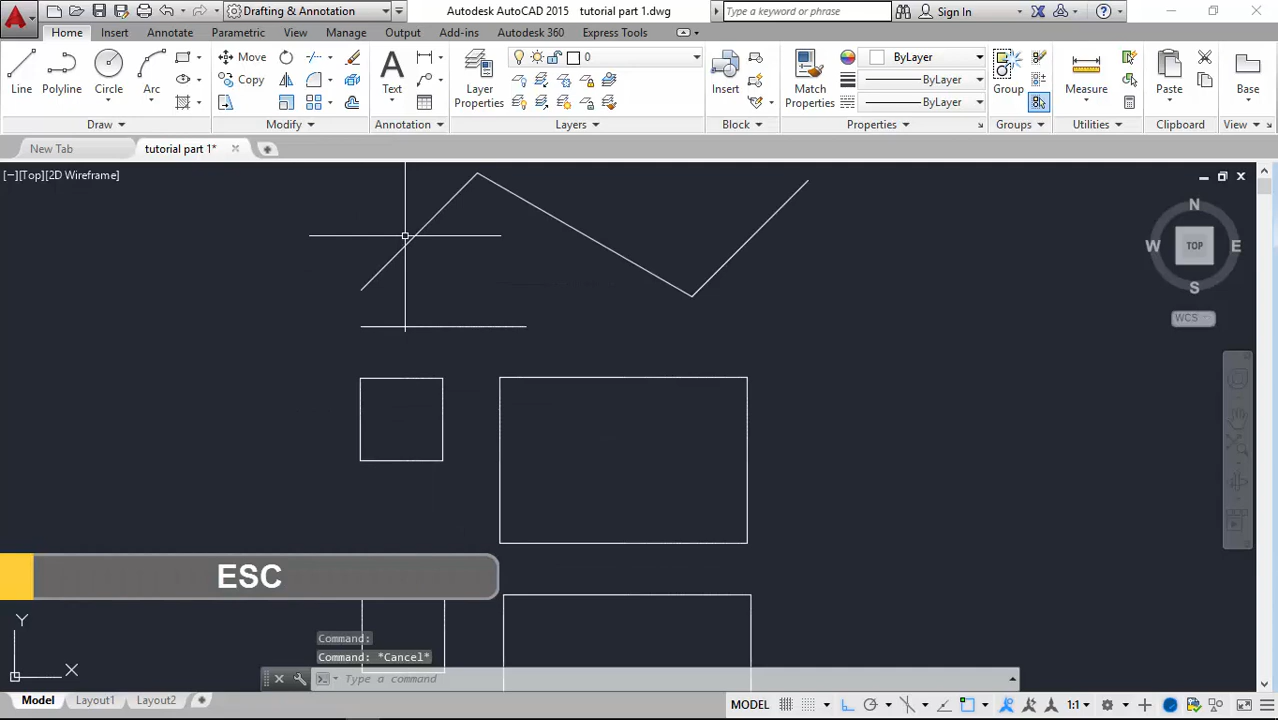 Drafting & Annotation
Autodesk AutoCAD 2015 tutorial part 1.dwg
Type a keyword or phrase
Sign In
Home Insert Annotate Parametric View Manage Output Add-ins Autodesk 360 Express Tools
Line
Polyline
Circle
Arc
Move
Copy
Text
Layer
Properties
0
Insert
Match
Properties
ByLayer
ByLayer
ByLayer
Group
Measure
Paste
Base
Draw Modify Annotation Layers Block Properties Groups Utilities Clipboard View
New Tab
tutorial part 1*
[−][Top][2D Wireframe]
N
W TOP E
S
WCS
ESC
Y
X
Command:
Command: *Cancel*
Type a command
Model Layout1 Layout2
MODEL
1:1